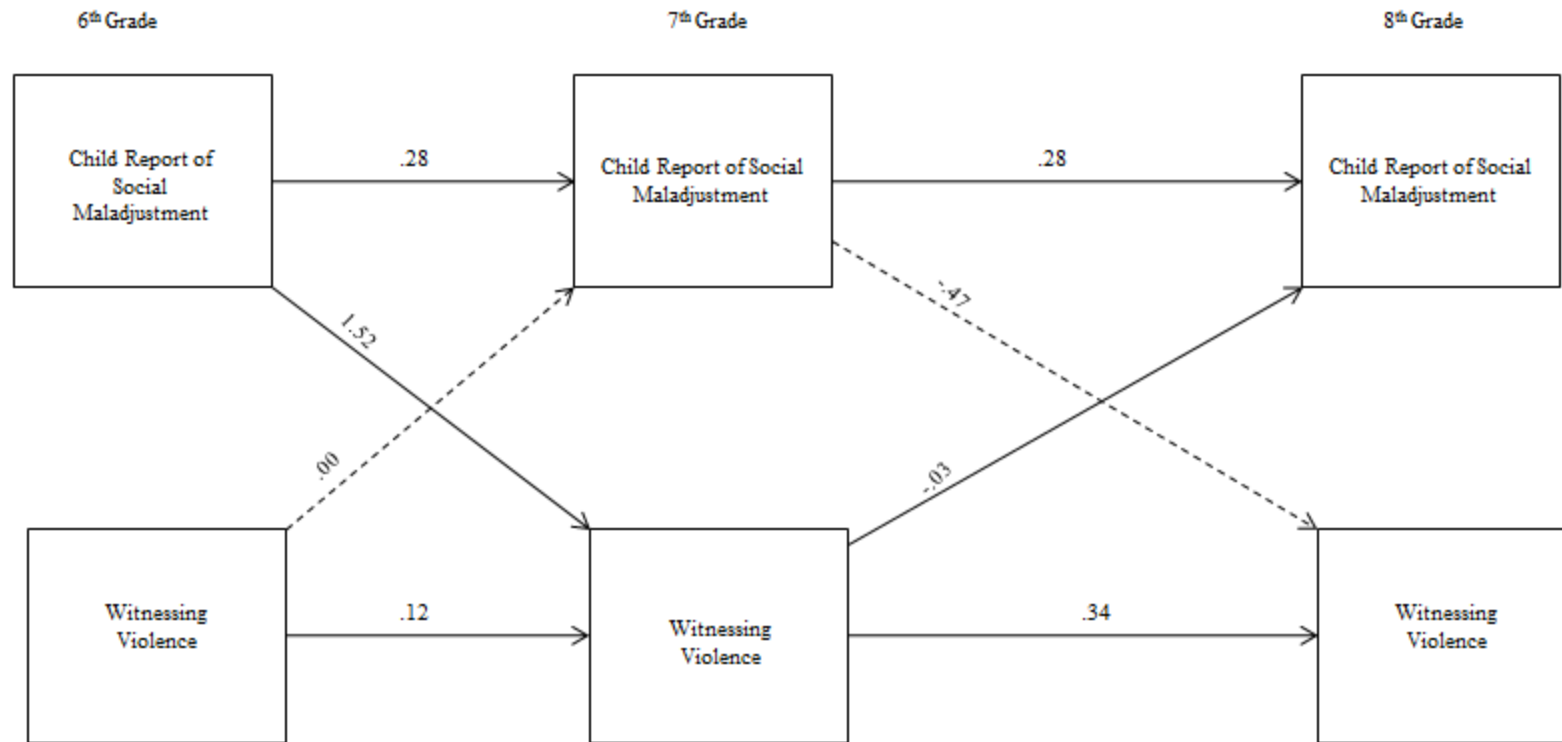 6th Grade
7th Grade
8th Grade
Child Report of
Social
Maladjustment
.28
Child Report of Social
Maladjustment
.28
Child Report of Social
Maladjustment
1.52
-.47
.00
-.03
Witnessing
Violence
.12
Witnessing
Violence
.34
Witnessing
Violence